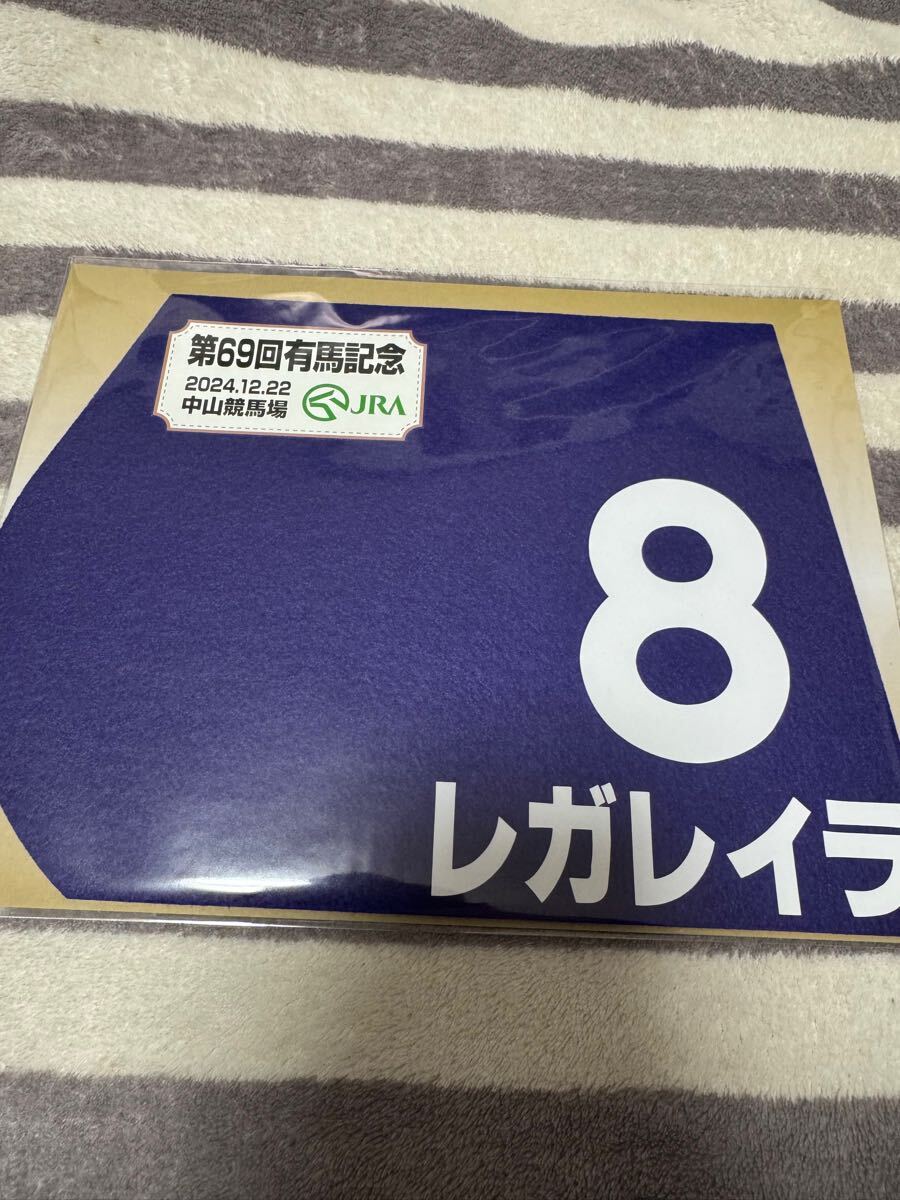 第69回有馬記念
2024.12.22
中山競馬場 JRA
8
レガレイラ